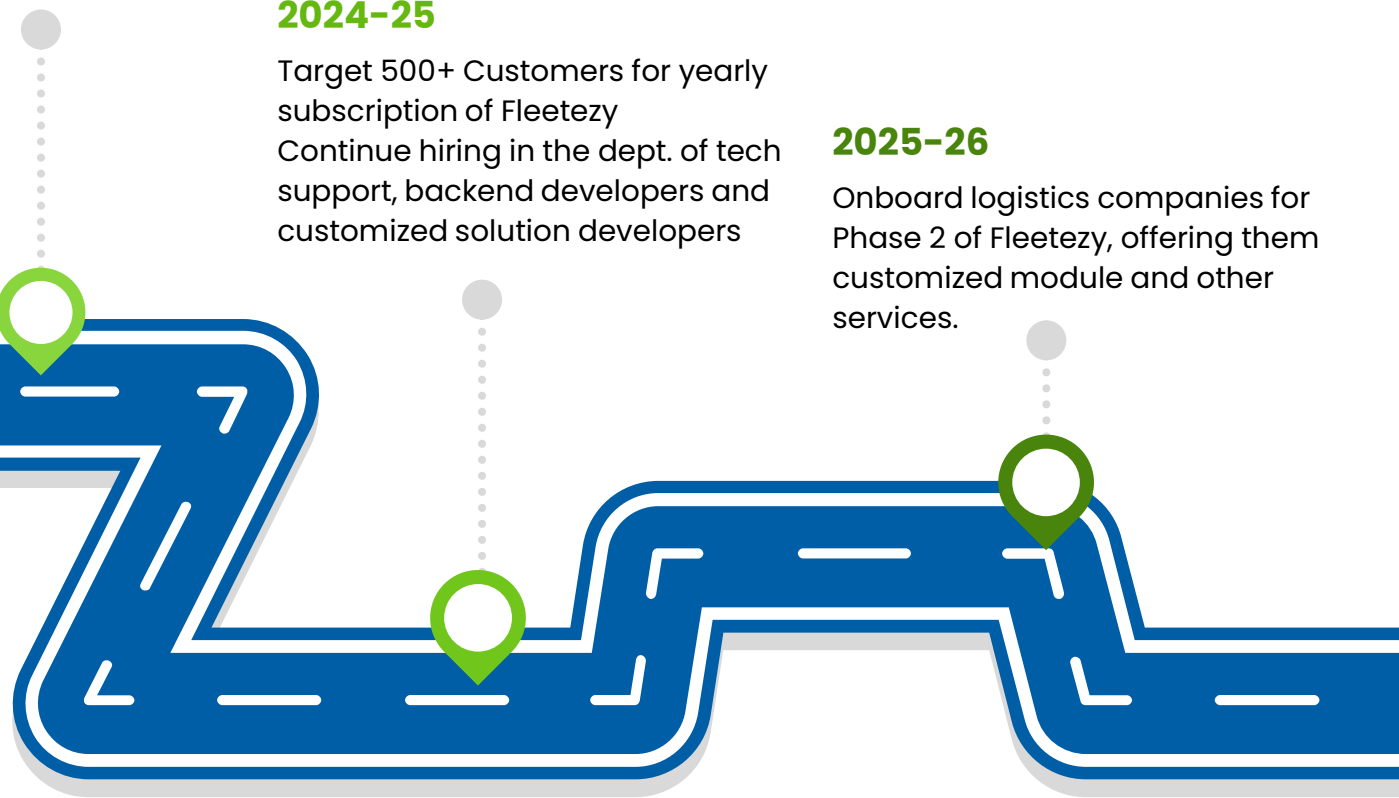 2024-25
Target 500+ Customers for yearly
subscription of Fleetezy
Continue hiring in the dept. of tech
support, backend developers and
customized solution developers
2025-26
Onboard logistics companies for
Phase 2 of Fleetezy, offering them
customized module and other
services.